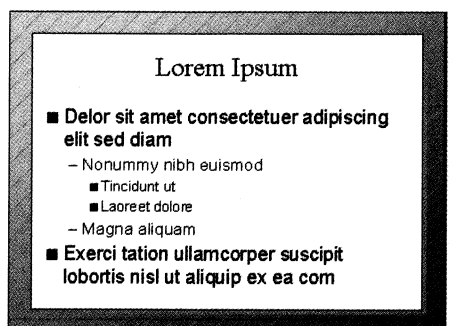 Lorem Ipsum
■ Delor sit amet consectetuer adipiscing
elit sed diam
– Nonummy nibh euismod
■ Tincidunt ut
■ Laoreet dolore
– Magna aliquam
■ Exerci tation ullamcorper suscipit
lobortis nisl ut aliquip ex ea com